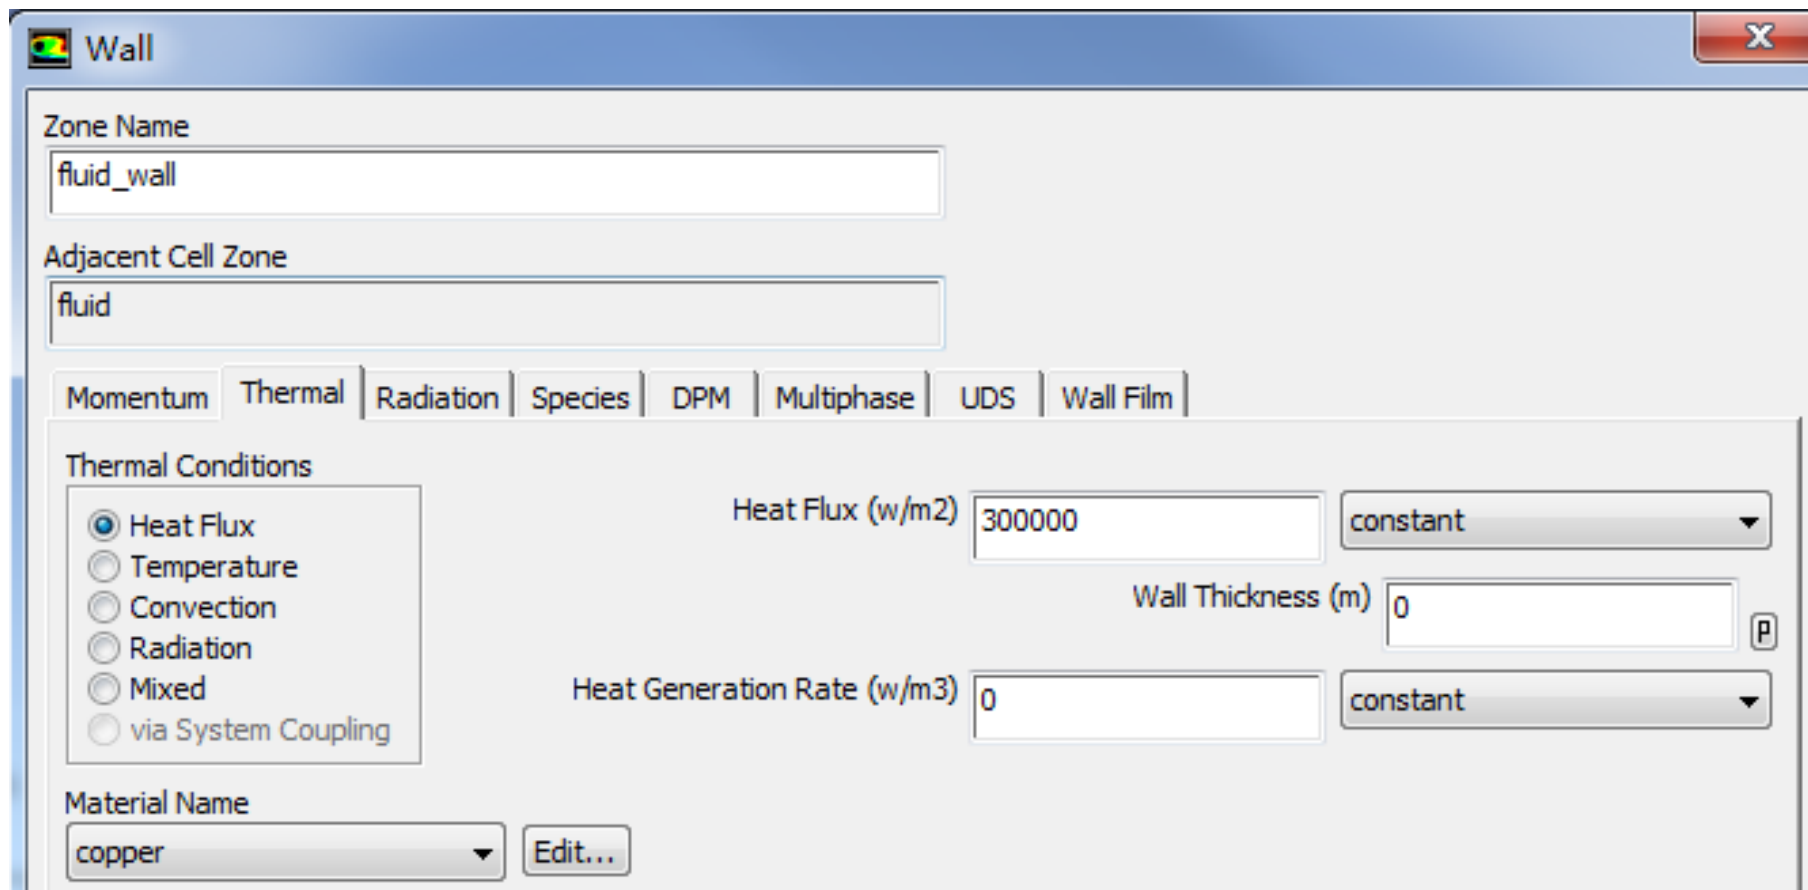 Wall
Zone Name
fluid_wall
Adjacent Cell Zone
fluid
Momentum Thermal Radiation Species DPM Multiphase UDS Wall Film
Thermal Conditions
Heat Flux
Temperature
Convection
Radiation
Mixed
via System Coupling
Heat Flux (w/m2) 300000 constant
Wall Thickness (m) 0 P
Heat Generation Rate (w/m3) 0 constant
Material Name
copper Edit...